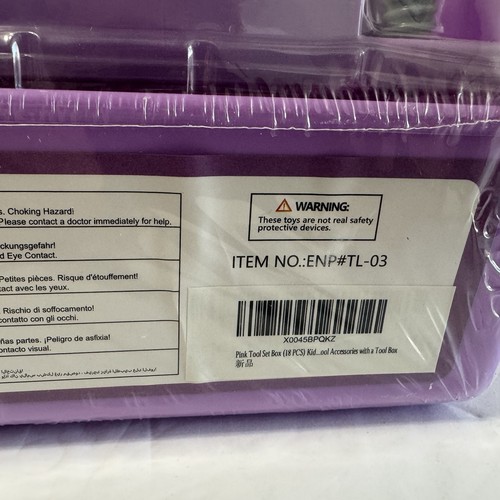 s. Choking Hazard!
Please contact a doctor immediately for help.
ckungsgefahr!
d Eye Contact.
Petites pièces. Risque d'étouffement!
tact avec les yeux.
Rischio di soffocamento!
contatto con gli occhi.
ñas partes. ¡Peligro de asfixia!
ontacto visual.
WARNING:
These toys are not real safety
protective devices.
ITEM NO.:ENP#TL-03
X0045BPQKZ
Pink Tool Set Box (18 PCS) Kid...ool Accessories with a Tool Box
新品